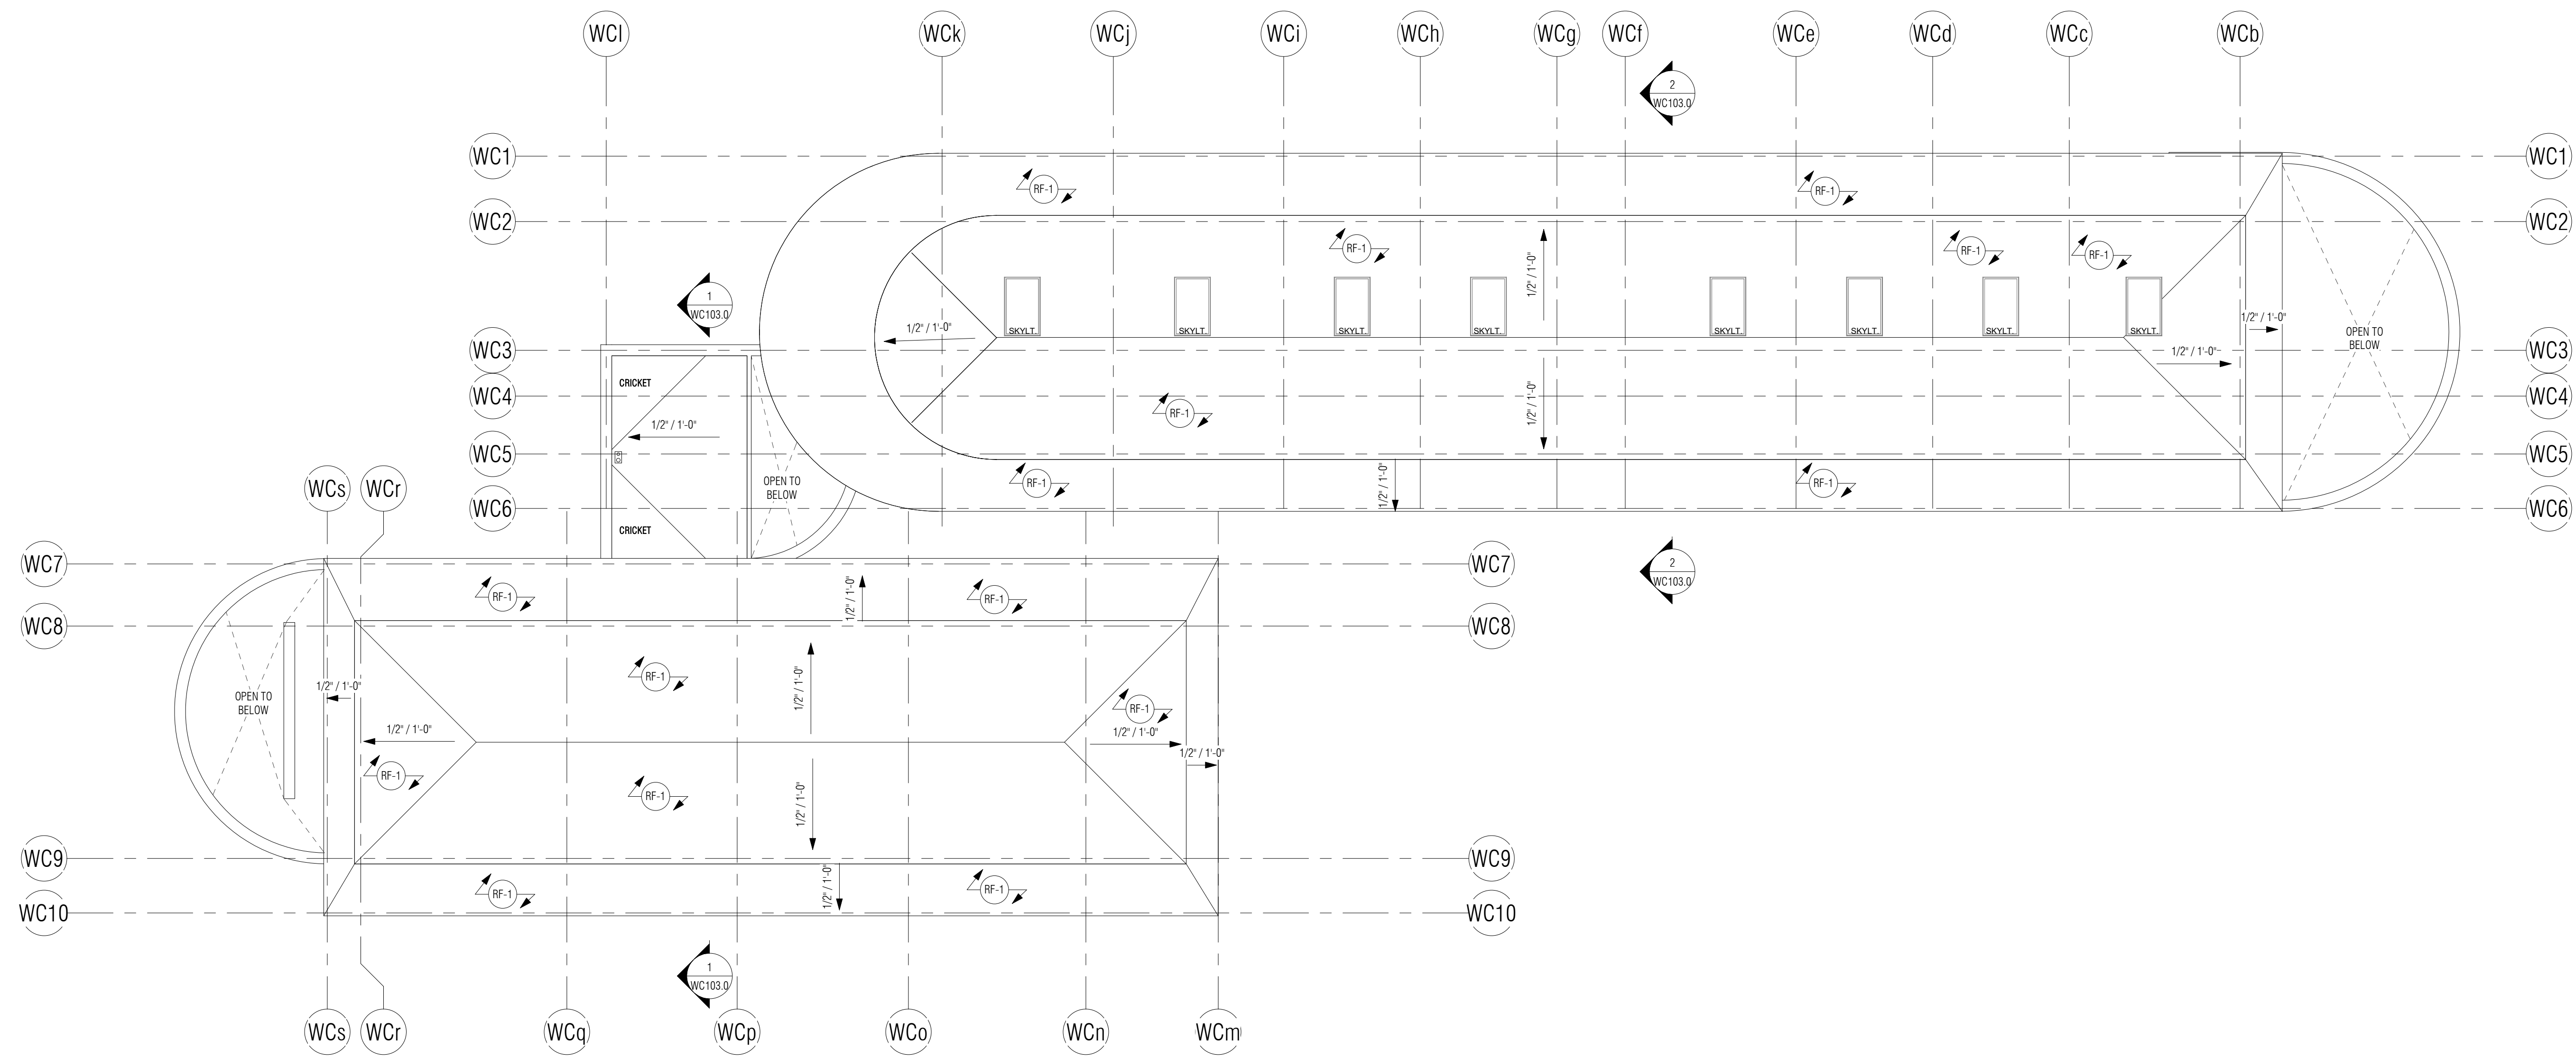 WCl
WCk
WCj
WCi
WCh
WCg
WCf
WCe
WCd
WCc
WCb
2
WC103.0
WC1
WC1
RF-1
RF-1
WC2
WC2
RF-1
RF-1
RF-1
1/2" / 1'-0"
1
WC103.0
SKYLT.
SKYLT.
SKYLT.
SKYLT.
SKYLT.
SKYLT.
SKYLT.
SKYLT.
1/2" / 1'-0"
1/2" / 1'-0"
OPEN TO
BELOW
WC3
WC3
1/2" / 1'-0"
CRICKET
WC4
WC4
1/2" / 1'-0"
RF-1
1/2" / 1'-0"
WC5
WC5
OPEN TO
BELOW
RF-1
1/2" / 1'-0"
RF-1
WCs
WCr
WC6
WC6
CRICKET
WC7
WC7
2
WC103.0
RF-1
1/2" / 1'-0"
RF-1
WC8
WC8
RF-1
1/2" / 1'-0"
1/2" / 1'-0"
OPEN TO
BELOW
RF-1
1/2" / 1'-0"
1/2" / 1'-0"
1/2" / 1'-0"
RF-1
RF-1
1/2" / 1'-0"
WC9
WC9
1/2" / 1'-0"
RF-1
RF-1
WC10
WC10
1
WC103.0
WCs
WCr
WCq
WCp
WCo
WCn
WCm